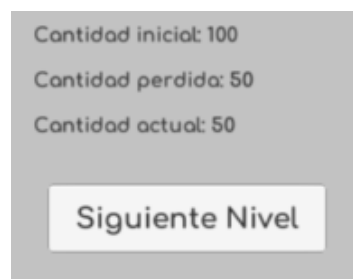 Cantidad inicial: 100
Cantidad perdida: 50
Cantidad actual: 50
Siguiente Nivel